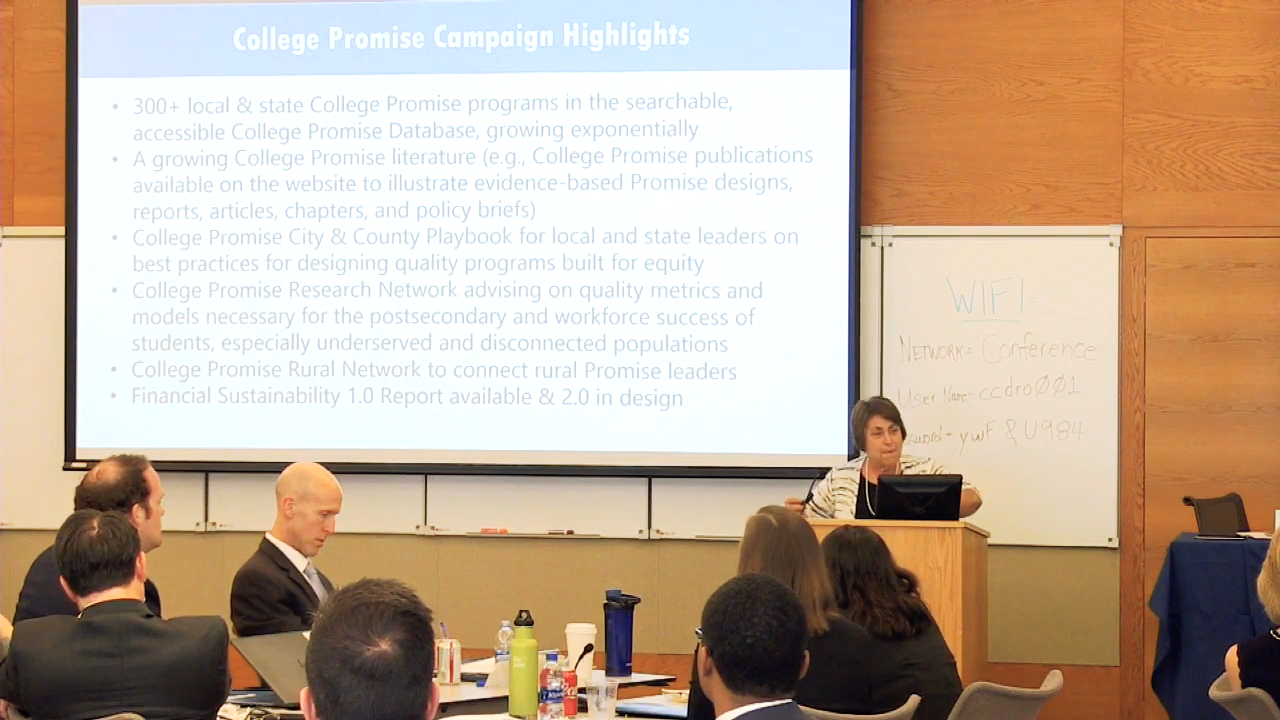 College Promise Campaign Highlights
• 300+ local & state College Promise programs in the searchable,
accessible College Promise Database, growing exponentially
• A growing College Promise literature (e.g., College Promise publications
available on the website to illustrate evidence-based Promise designs,
reports, articles, chapters, and policy briefs)
• College Promise City & County Playbook for local and state leaders on
best practices for designing quality programs built for equity
• College Promise Research Network advising on quality metrics and
models necessary for the postsecondary and workforce success of
students, especially underserved and disconnected populations
• College Promise Rural Network to connect rural Promise leaders
• Financial Sustainability 1.0 Report available & 2.0 in design
WIFI:
NETWORK = Conference
User Name = ccdro001
ywF&U984